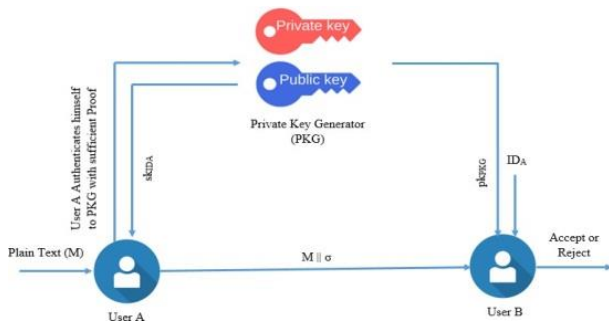 Private key
Public key
Private Key Generator
(PKG)
User A Authenticates himself
to PKG with sufficient Proof
skIDA
pkPKG
IDA
Plain Text (M)
M || σ
Accept or
Reject
User A
User B